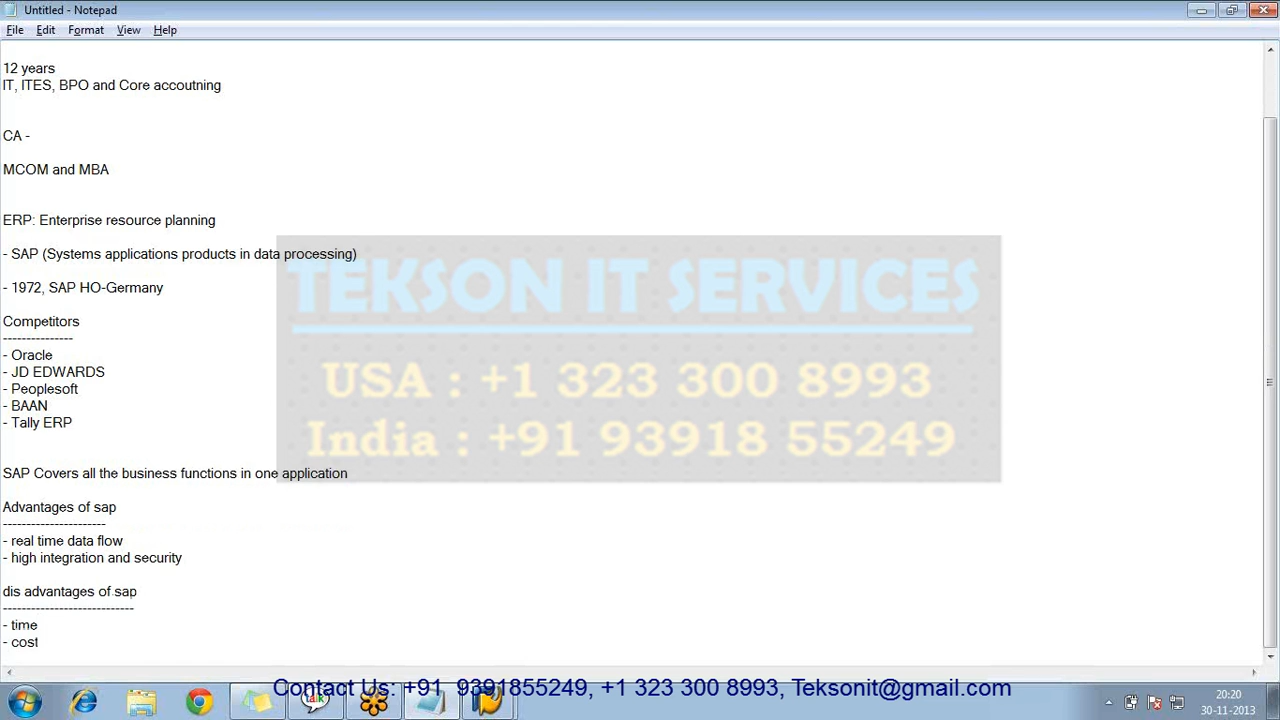 Untitled - Notepad
File Edit Format View Help
12 years
IT, ITES, BPO and Core accoutning
CA -
MCOM and MBA
ERP: Enterprise resource planning
- SAP (Systems applications products in data processing)
- 1972, SAP HO-Germany
Competitors
---------------
- Oracle
- JD EDWARDS
- Peoplesoft
- BAAN
- Tally ERP
SAP Covers all the business functions in one application
Advantages of sap
----------------------
- real time data flow
- high integration and security
dis advantages of sap
---------------------------
- time
- cost
TEKSON IT SERVICES
USA : +1 323 300 8993
India : +91 93918 55249
talk
Contact Us: +91 9391855249, +1 323 300 8993, Teksonit@gmail.com
20:20
30-11-2013